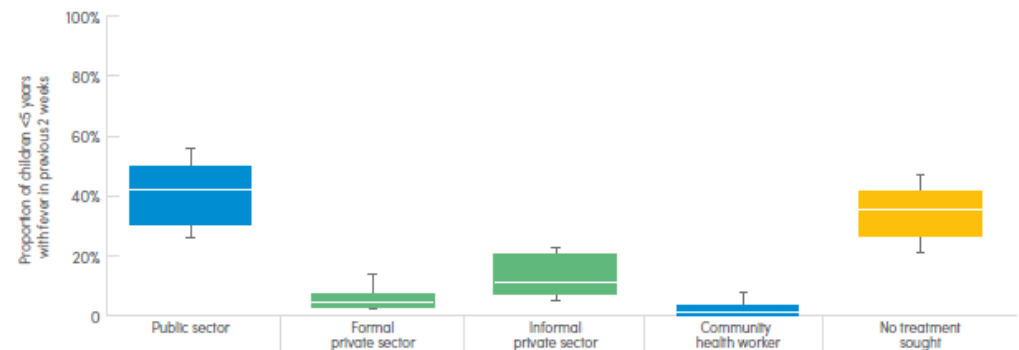 Proportion of children <5 years
with fever in previous 2 weeks
100%
80%
60%
40%
20%
0
Public sector
Formal
private sector
Informal
private sector
Community
health worker
No treatment
sought